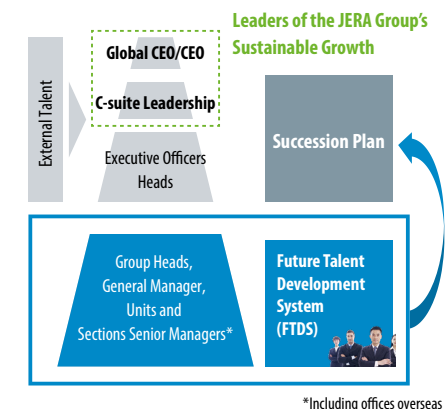 Leaders of the JERA Group's
Sustainable Growth
Global CEO/CEO
C-suite Leadership
External Talent
Executive Officers
Heads
Succession Plan
Group Heads,
General Manager,
Units and
Sections Senior Managers*
Future Talent
Development
System
(FTDS)
*Including offices overseas